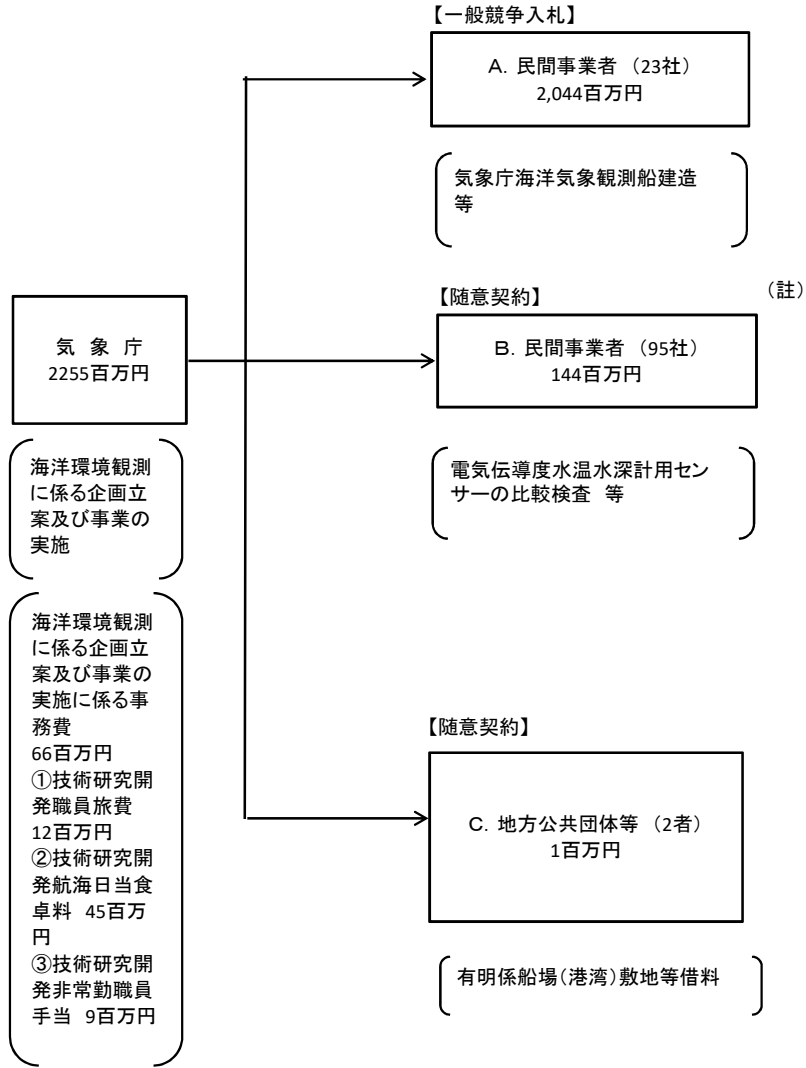 【一般競争入札】
A. 民間事業者 （23社）
2,044百万円
気象庁海洋気象観測船建造
等
（註）
【随意契約】
B. 民間事業者 （95社）
144百万円
気 象 庁
2255百万円
電気伝導度水温水深計用セン
サーの比較検査 等
海洋環境観測
に係る企画立
案及び事業の
実施
海洋環境観測
に係る企画立
案及び事業の
実施に係る事
務費
66百万円
①技術研究開
発職員旅費
12百万円
②技術研究開
発航海日当食
卓料 45百万
円
③技術研究開
発非常勤職員
手当 9百万円
【随意契約】
C. 地方公共団体等 （2者）
1百万円
有明係船場（港湾）敷地等借料